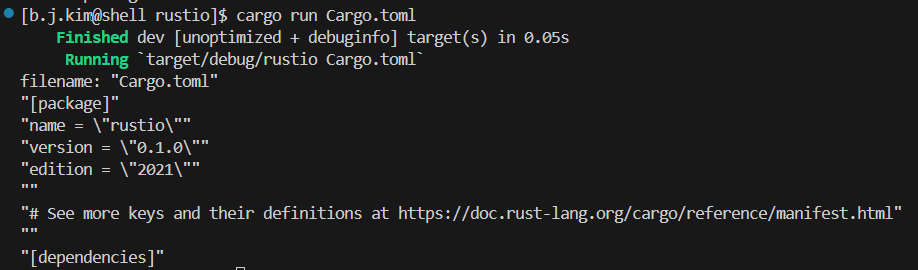 [b.j.kim@shell rustio]$ cargo run Cargo.toml
Finished dev [unoptimized + debuginfo] target(s) in 0.05s
Running `target/debug/rustio Cargo.toml`
filename: "Cargo.toml"
"[package]"
"name = \"rustio\""
"version = \"0.1.0\""
"edition = \"2021\""
""
"# See more keys and their definitions at https://doc.rust-lang.org/cargo/reference/manifest.html"
""
"[dependencies]"